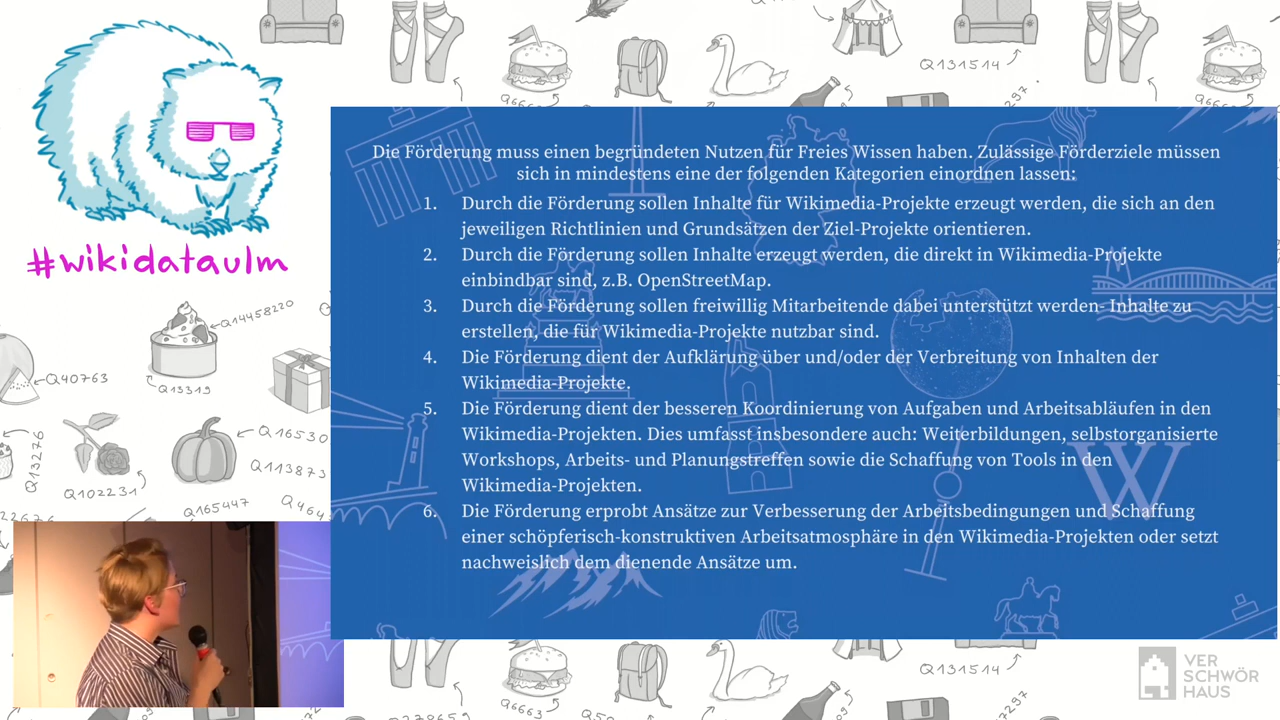 Q131514
Q6663
7297
#wikidataulm
Q14458220
Q40763
Q13319
Q13276
Q102231
Q16530
Q113873
Q165447
Q464
22676
Die Förderung muss einen begründeten Nutzen für Freies Wissen haben. Zulässige Förderziele müssen
sich in mindestens eine der folgenden Kategorien einordnen lassen:
1. Durch die Förderung sollen Inhalte für Wikimedia-Projekte erzeugt werden, die sich an den
jeweiligen Richtlinien und Grundsätzen der Ziel-Projekte orientieren.
2. Durch die Förderung sollen Inhalte erzeugt werden, die direkt in Wikimedia-Projekte
einbindbar sind, z.B. OpenStreetMap.
3. Durch die Förderung sollen freiwillig Mitarbeitende dabei unterstützt werden- Inhalte zu
erstellen, die für Wikimedia-Projekte nutzbar sind.
4. Die Förderung dient der Aufklärung über und/oder der Verbreitung von Inhalten der
Wikimedia-Projekte.
5. Die Förderung dient der besseren Koordinierung von Aufgaben und Arbeitsabläufen in den
Wikimedia-Projekten. Dies umfasst insbesondere auch: Weiterbildungen, selbstorganisierte
Workshops, Arbeits- und Planungstreffen sowie die Schaffung von Tools in den
Wikimedia-Projekten.
6. Die Förderung erprobt Ansätze zur Verbesserung der Arbeitsbedingungen und Schaffung
einer schöpferisch-konstruktiven Arbeitsatmosphäre in den Wikimedia-Projekten oder setzt
nachweislich dem dienende Ansätze um.
W
Q6663
Q131514
VER
SCHWÖR
HAUS